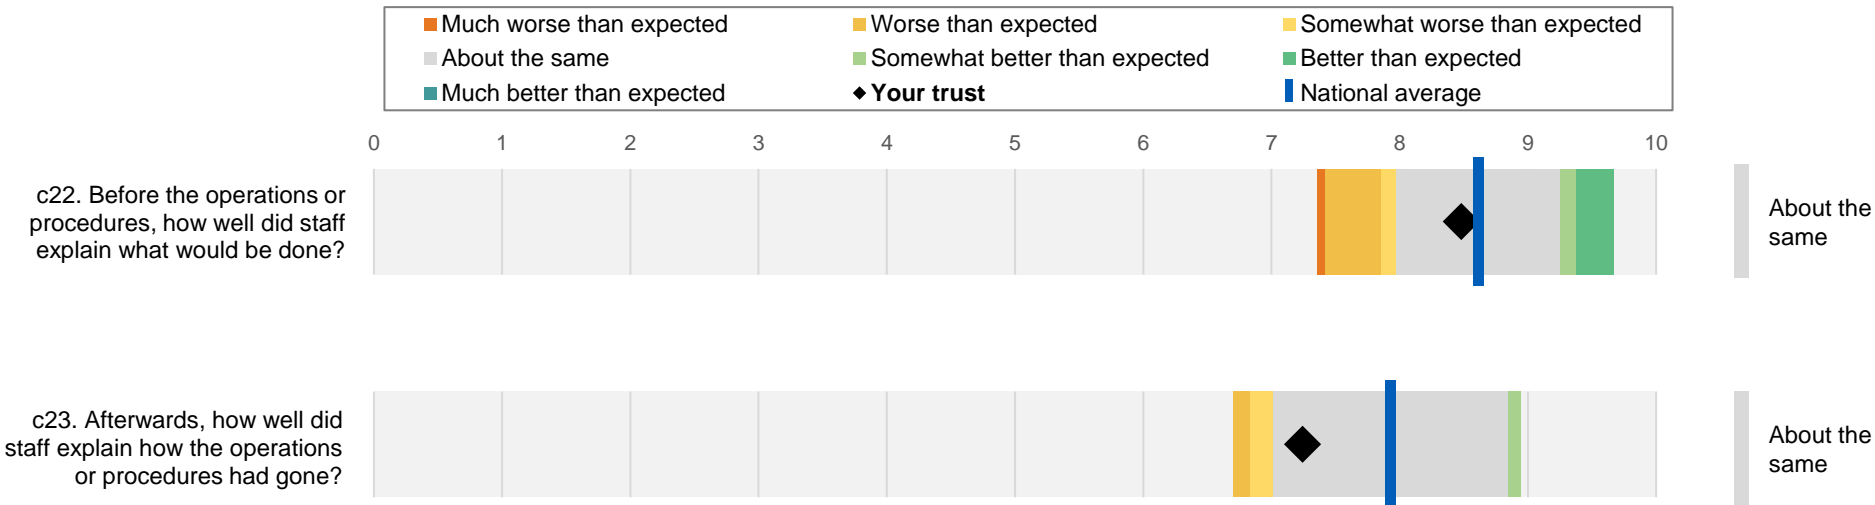 Much worse than expected
Worse than expected
Somewhat worse than expected
About the same
Somewhat better than expected
Better than expected
Much better than expected
Your trust
National average
0 1 2 3 4 5 6 7 8 9 10
c22. Before the operations or
procedures, how well did staff
explain what would be done?
About the
same
c23. Afterwards, how well did
staff explain how the operations
or procedures had gone?
About the
same